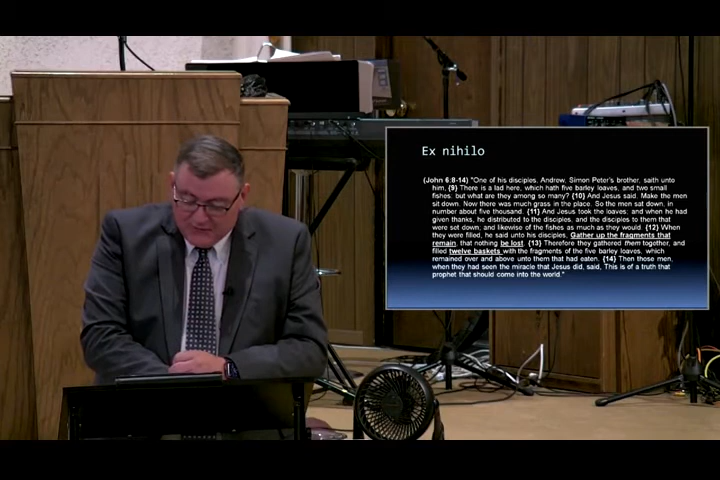 Ex nihilo
(John 6:8-14) "One of his disciples, Andrew, Simon Peter's brother, saith unto
him, {9} There is a lad here, which hath five barley loaves, and two small
fishes: but what are they among so many? {10} And Jesus said, Make the men
sit down. Now there was much grass in the place. So the men sat down, in
number about five thousand. {11} And Jesus took the loaves; and when he had
given thanks, he distributed to the disciples, and the disciples to them that
were set down; and likewise of the fishes as much as they would. {12} When
they were filled, he said unto his disciples, Gather up the fragments that
remain, that nothing be lost. {13} Therefore they gathered them together, and
filled twelve baskets with the fragments of the five barley loaves, which
remained over and above unto them that had eaten. {14} Then those men,
when they had seen the miracle that Jesus did, said, This is of a truth that
prophet that should come into the world."